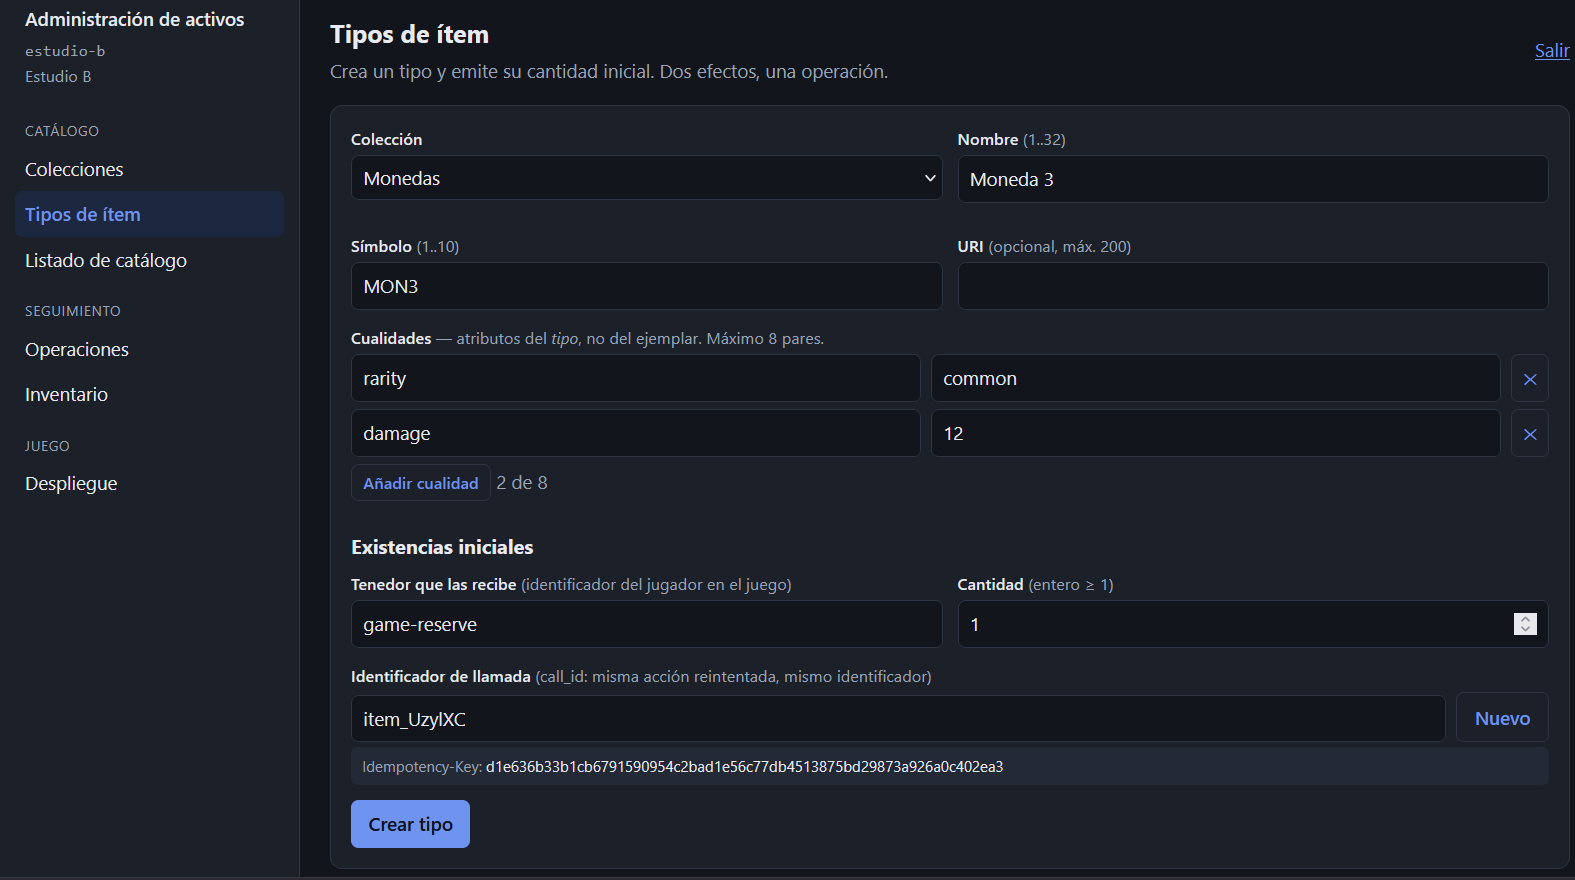 Administración de activos
estudio-b
Estudio B
CATÁLOGO
Colecciones
Tipos de ítem
Listado de catálogo
SEGUIMIENTO
Operaciones
Inventario
JUEGO
Despliegue
Tipos de ítem
Salir
Crea un tipo y emite su cantidad inicial. Dos efectos, una operación.
Colección
Nombre (1..32)
Monedas
Moneda 3
Símbolo (1..10)
URI (opcional, máx. 200)
MON3
Cualidades — atributos del tipo, no del ejemplar. Máximo 8 pares.
rarity
common
×
damage
12
×
Añadir cualidad 2 de 8
Existencias iniciales
Tenedor que las recibe (identificador del jugador en el juego)
Cantidad (entero ≥ 1)
game-reserve
1
Identificador de llamada (call_id: misma acción reintentada, mismo identificador)
item_UzylXC
Nuevo
Idempotency-Key: d1e636b33b1cb6791590954c2bad1e56c77db4513875bd29873a926a0c402ea3
Crear tipo